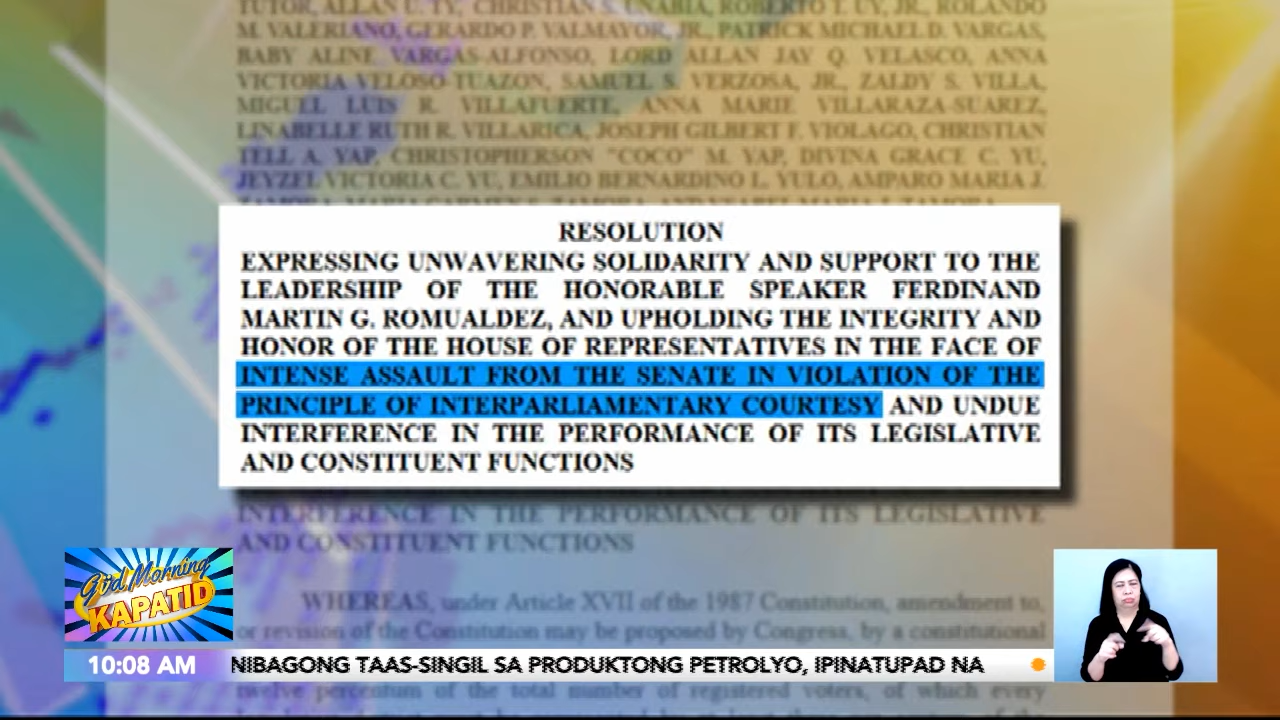 TUTOR, ALLAN U. TY, CHRISTIAN S. UNABIA, ROBERTO T. UY, JR., ROLANDO
M. VALERIANO, GERARDO P. VALMAYOR, JR., PATRICK MICHAEL D. VARGAS,
BABY ALINE VARGAS-ALFONSO, LORD ALLAN JAY Q. VELASCO, ANNA
VICTORIA VELOSO-TUAZON, SAMUEL S. VERZOSA, JR., ZALDY S. VILLA,
MIGUEL LUIS R. VILLAFUERTE, ANNA MARIE VILLARAZA-SUAREZ,
LINABELLE RUTH R. VILLARICA, JOSEPH GILBERT F. VIOLAGO, CHRISTIAN
TELL A. YAP, CHRISTOPHERSON "COCO" M. YAP, DIVINA GRACE C. YU,
JEYZEL VICTORIA C. YU, EMILIO BERNARDINO L. YULO, AMPARO MARIA J.
RESOLUTION
EXPRESSING UNWAVERING SOLIDARITY AND SUPPORT TO THE
LEADERSHIP OF THE HONORABLE SPEAKER FERDINAND
MARTIN G. ROMUALDEZ, AND UPHOLDING THE INTEGRITY AND
HONOR OF THE HOUSE OF REPRESENTATIVES IN THE FACE OF
INTENSE ASSAULT FROM THE SENATE IN VIOLATION OF THE
PRINCIPLE OF INTERPARLIAMENTARY COURTESY AND UNDUE
INTERFERENCE IN THE PERFORMANCE OF ITS LEGISLATIVE
AND CONSTITUENT FUNCTIONS
INTERFERENCE IN THE PERFORMANCE OF ITS LEGISLATIVE
AND CONSTITUENT FUNCTIONS
WHEREAS, under Article XVII of the 1987 Constitution, amendment to,
or revision of the Constitution may be proposed by Congress, by a constitutional
Gud Morning
KAPATID
10:08 AM NIBAGONG TAAS-SINGIL SA PRODUKTONG PETROLYO, IPINATUPAD NA
twelve percentum of the total number of registered voters, of which every